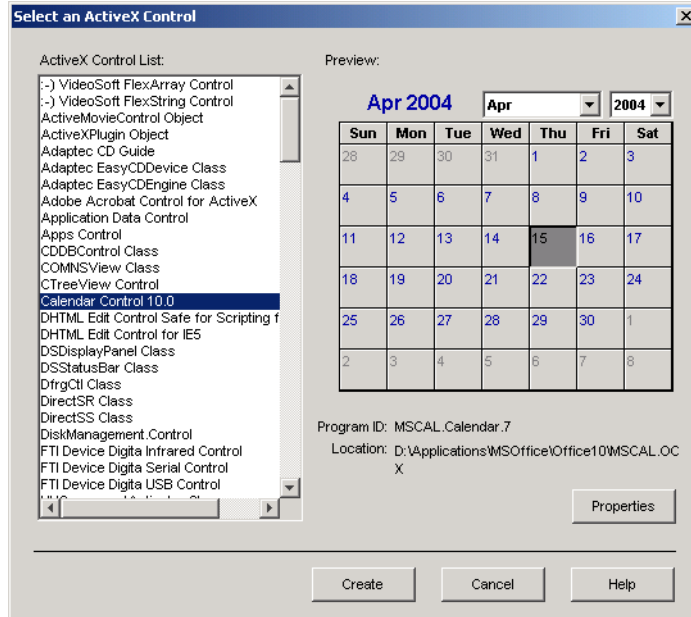 Select an ActiveX Control
ActiveX Control List:
:-) VideoSoft FlexArray Control
:-) VideoSoft FlexString Control
ActiveMovieControl Object
ActiveXPlugin Object
Adaptec CD Guide
Adaptec EasyCDDevice Class
Adaptec EasyCDEngine Class
Adobe Acrobat Control for ActiveX
Application Data Control
Apps Control
CDDBControl Class
COMNSView Class
CTreeView Control
Calendar Control 10.0
DHTML Edit Control Safe for Scripting f
DHTML Edit Control for IE5
DSDisplayPanel Class
DSStatusBar Class
DfrgCtl Class
DirectSR Class
DirectSS Class
DiskManagement.Control
FTI Device Digita Infrared Control
FTI Device Digita Serial Control
FTI Device Digita USB Control
Preview:
Apr 2004 Apr 2004
Sun Mon Tue Wed Thu Fri Sat
28 29 30 31 1 2 3
4 5 6 7 8 9 10
11 12 13 14 15 16 17
18 19 20 21 22 23 24
25 26 27 28 29 30 1
2 3 4 5 6 7 8
Program ID: MSCAL.Calendar.7
Location: D:\Applications\MSOffice\Office10\MSCAL.OC
X
Properties
Create Cancel Help